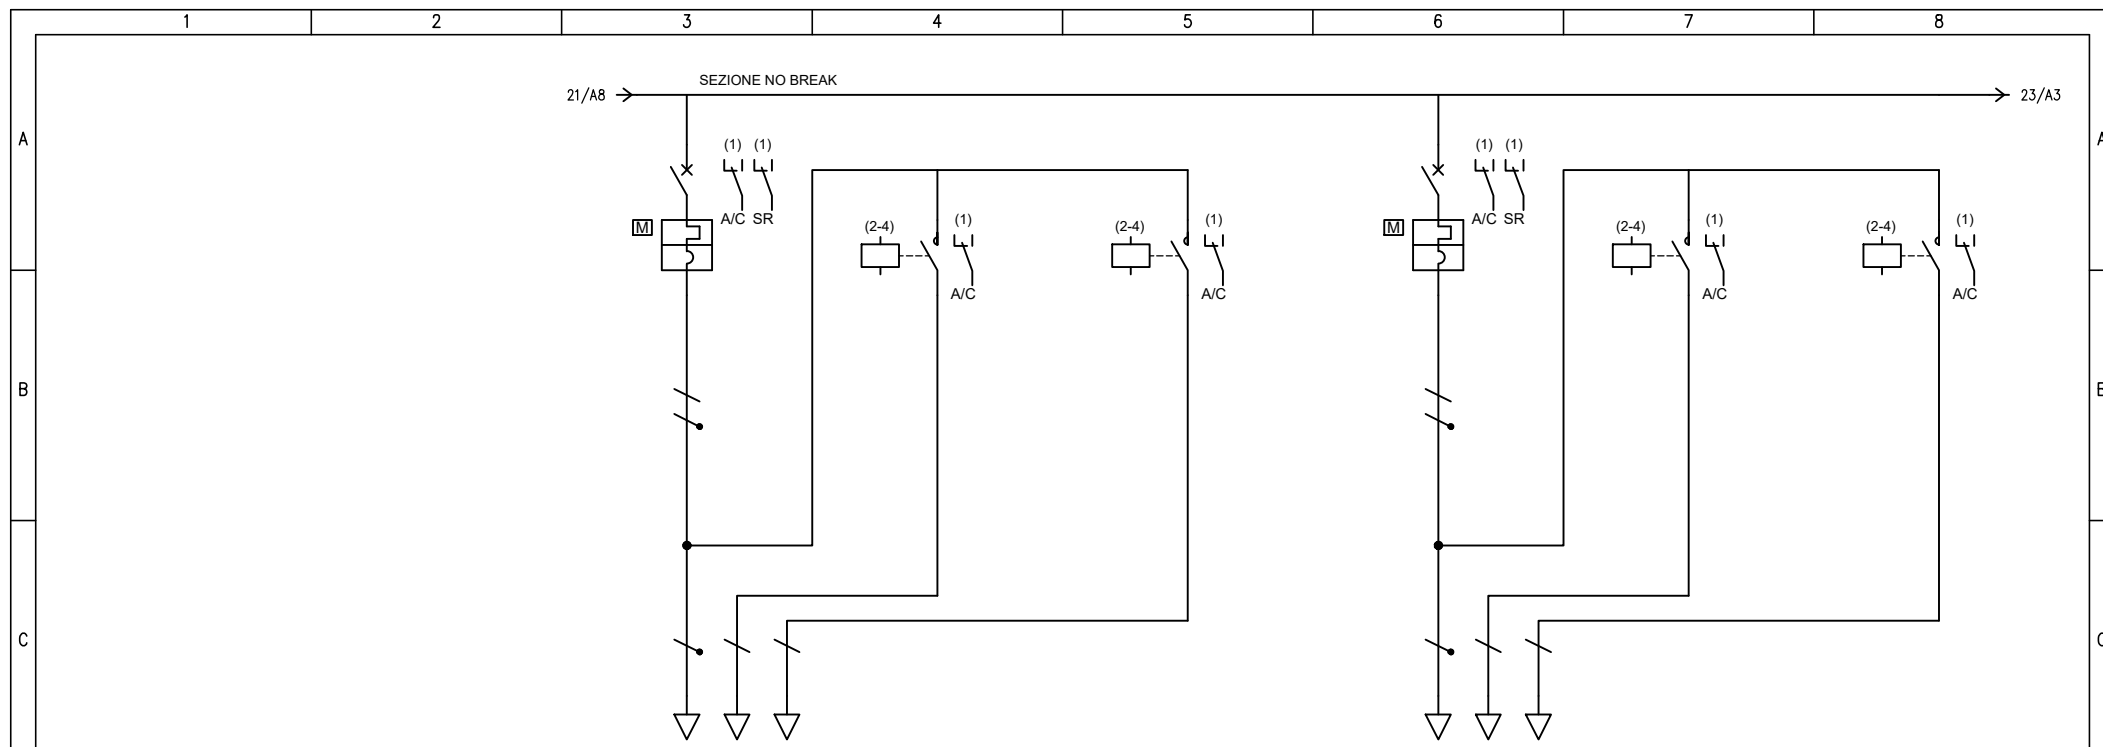 1 2 3 4 5 6 7 8
SEZIONE NO BREAK
21/A8 23/A3
A A
(1) (1) (1) (1)
A/C SR A/C SR
M (2-4) (1) (2-4) (1) M (2-4) (1) (2-4) (1)
A/C A/C A/C A/C
B B
C C